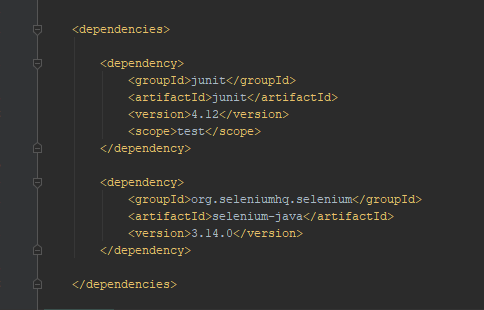 <dependencies>
<dependency>
<groupId>junit</groupId>
<artifactId>junit</artifactId>
<version>4.12</version>
<scope>test</scope>
</dependency>
<dependency>
<groupId>org.seleniumhq.selenium</groupId>
<artifactId>selenium-java</artifactId>
<version>3.14.0</version>
</dependency>
</dependencies>